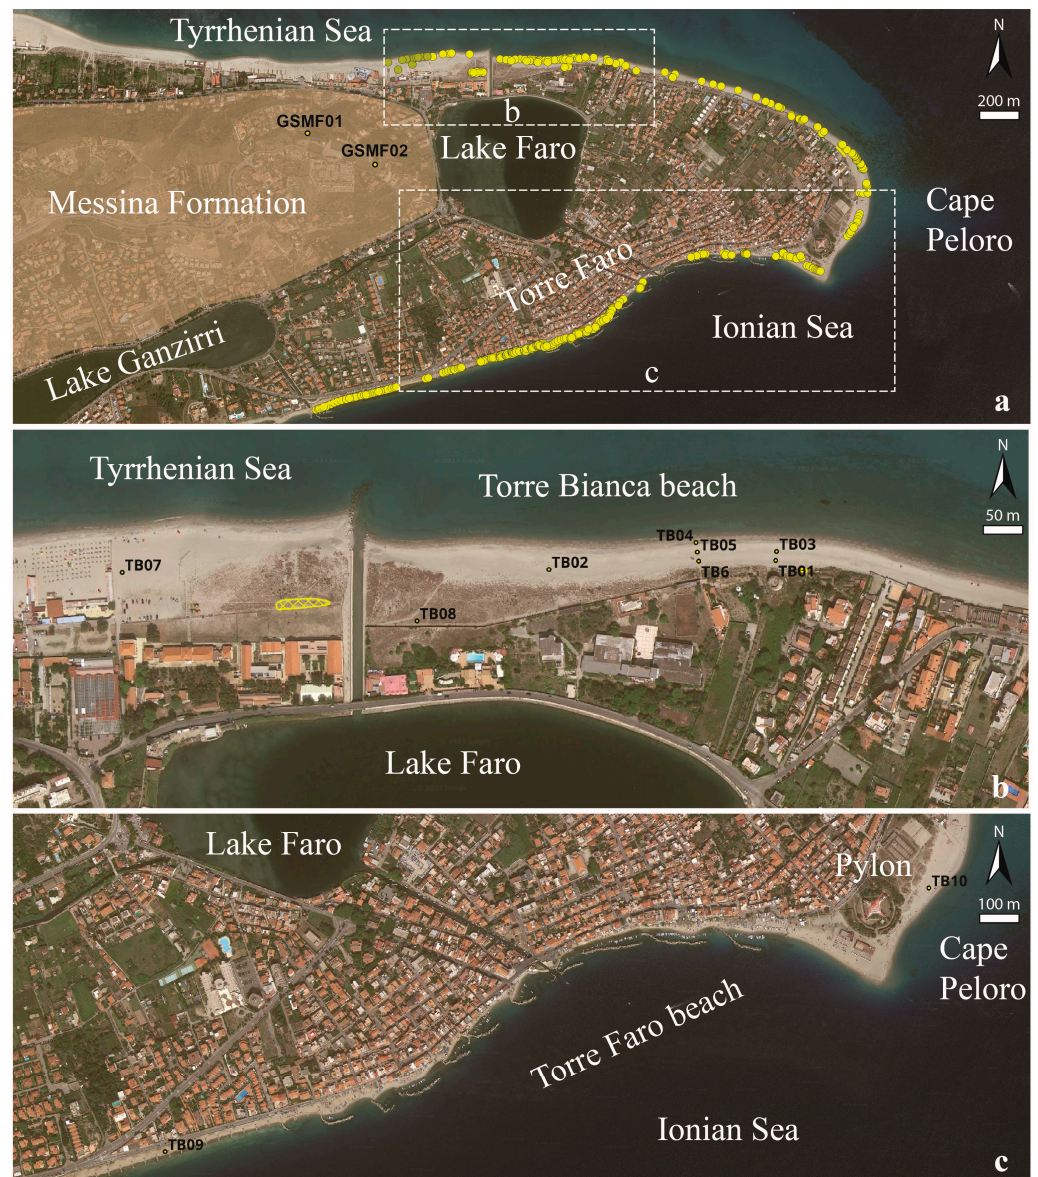 Tyrrhenian Sea
N
200 m
b
GSMF01
GSMF02
Lake Faro
Messina Formation
Cape
Peloro
Torre Faro
Ionian Sea
Lake Ganzirri
c
a
Tyrrhenian Sea
Torre Bianca beach
N
50 m
TB04
TB05
TB03
TB07
TB02
TB6
TB01
TB08
Lake Faro
b
Lake Faro
N
100 m
Pylon
TB10
Cape
Peloro
Torre Faro beach
Ionian Sea
TB09
c